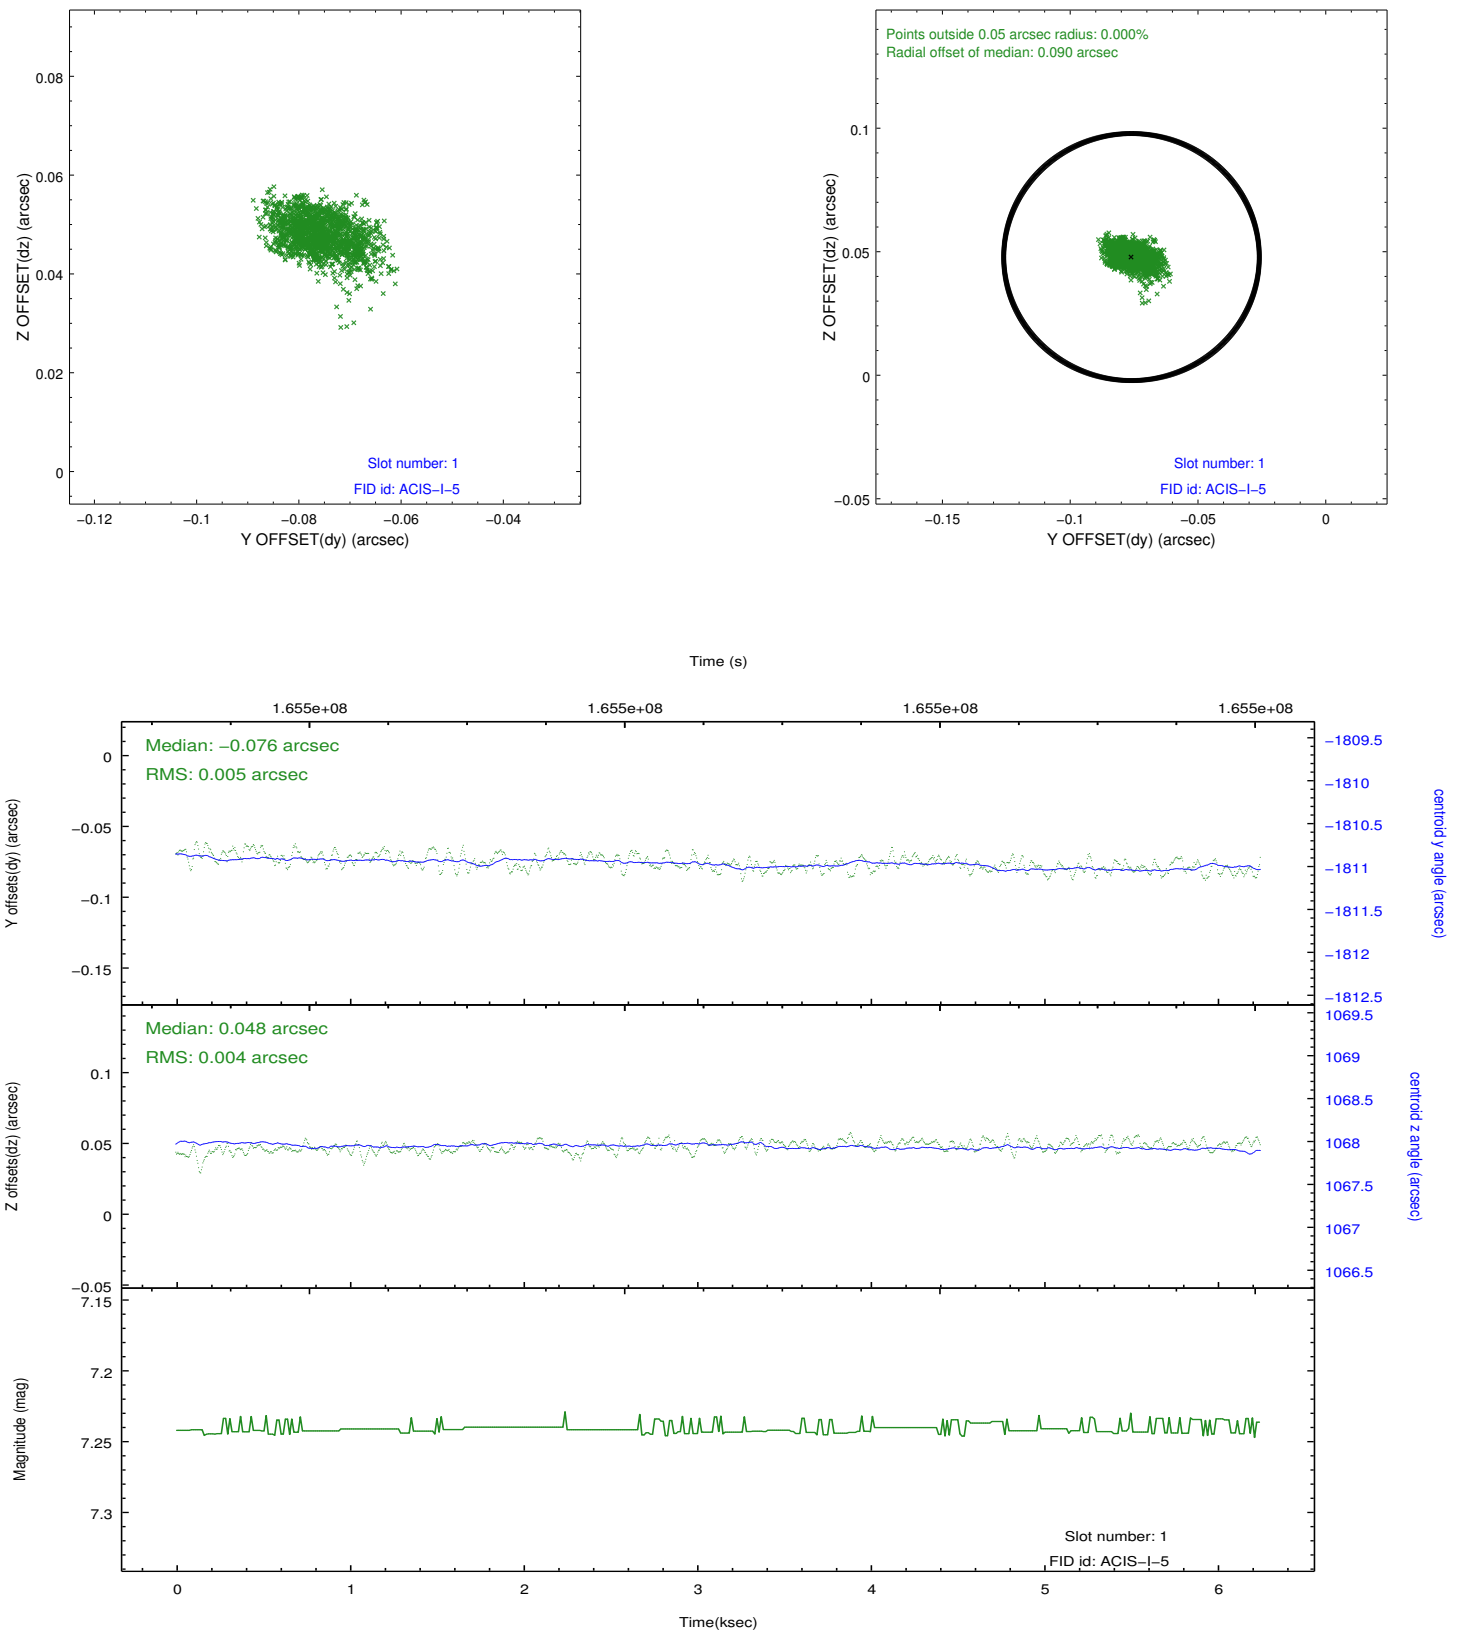 0.08
0.06
0.04
0.02
0
Z OFFSET(dz) (arcsec)
−0.12 −0.1 −0.08 −0.06 −0.04
Y OFFSET(dy) (arcsec)
Slot number: 1
FID id: ACIS−I−5
Points outside 0.05 arcsec radius: 0.000%
Radial offset of median: 0.090 arcsec
0.1
0.05
0
−0.05
Z OFFSET(dz) (arcsec)
−0.15 −0.1 −0.05 0
Y OFFSET(dy) (arcsec)
Slot number: 1
FID id: ACIS−I−5
Time (s)
1.655e+08 1.655e+08 1.655e+08 1.655e+08
Median: −0.076 arcsec
RMS: 0.005 arcsec
0
−0.05
−0.1
−0.15
Y offsets(dy) (arcsec)
−1809.5
−1810
−1810.5
−1811
−1811.5
−1812
−1812.5
centroid y angle (arcsec)
Median: 0.048 arcsec
RMS: 0.004 arcsec
0.1
0.05
0
−0.05
Z offsets(dz) (arcsec)
1069.5
1069
1068.5
1068
1067.5
1067
1066.5
centroid z angle (arcsec)
7.15
7.2
7.25
7.3
Magnitude (mag)
Slot number: 1
FID id: ACIS−I−5
0 1 2 3 4 5 6
Time(ksec)